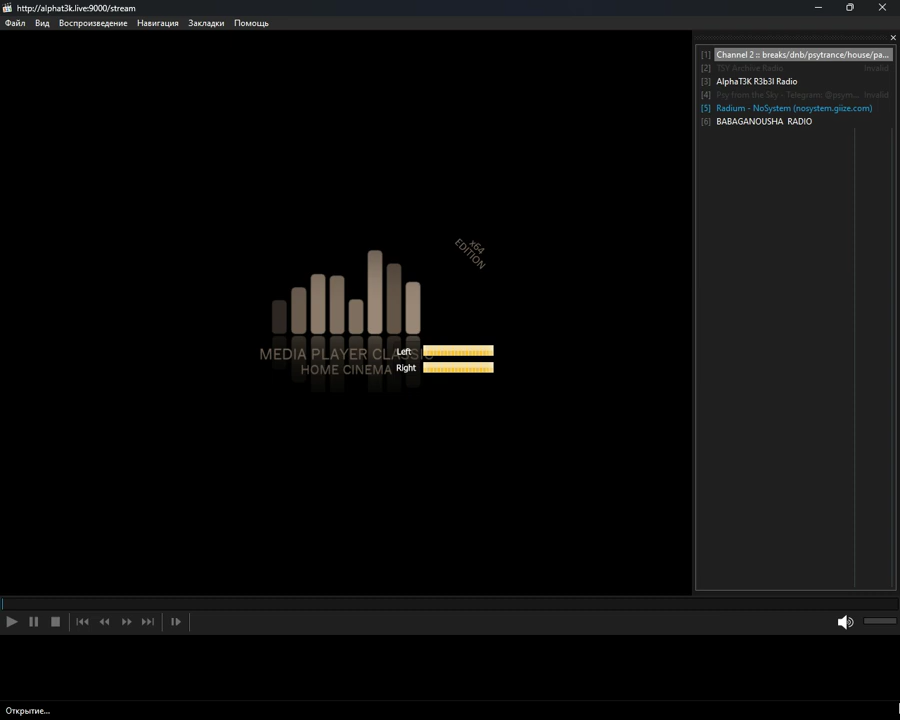 http://alphat3k.live:9000/stream
Файл Вид Воспроизведение Навигация Закладки Помощь
[1] Channel 2 :: breaks/dnb/psytrance/house/pa...
[2] TSY Archive Radio Invalid
[3] AlphaT3K R3b3l Radio
[4] Psy from the Sky - Telegram: @psym... Invalid
[5] Radium - NoSystem (nosystem.giize.com)
[6] BABAGANOUSHA RADIO
x64
EDITION
MEDIA PLAYER CLASSIC
HOME CINEMA
Left
Right
Открытие...